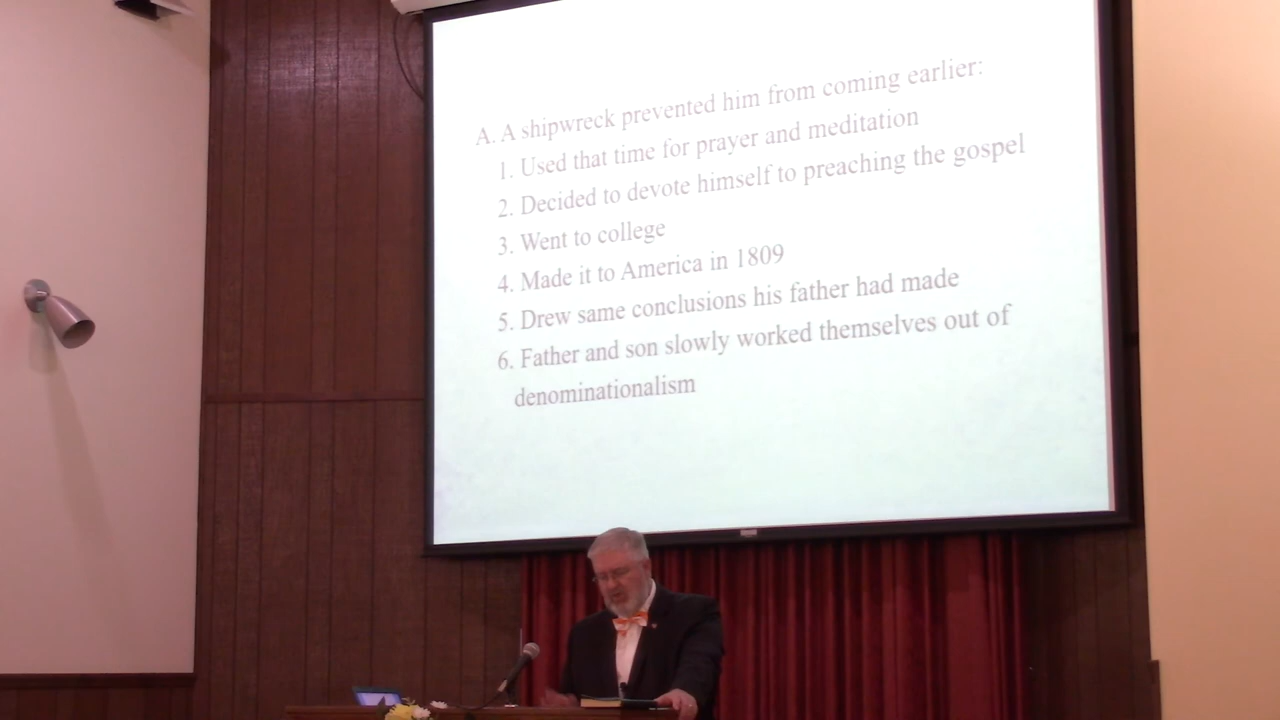 A. A shipwreck prevented him from coming earlier:
1. Used that time for prayer and meditation
2. Decided to devote himself to preaching the gospel
3. Went to college
4. Made it to America in 1809
5. Drew same conclusions his father had made
6. Father and son slowly worked themselves out of
denominationalism